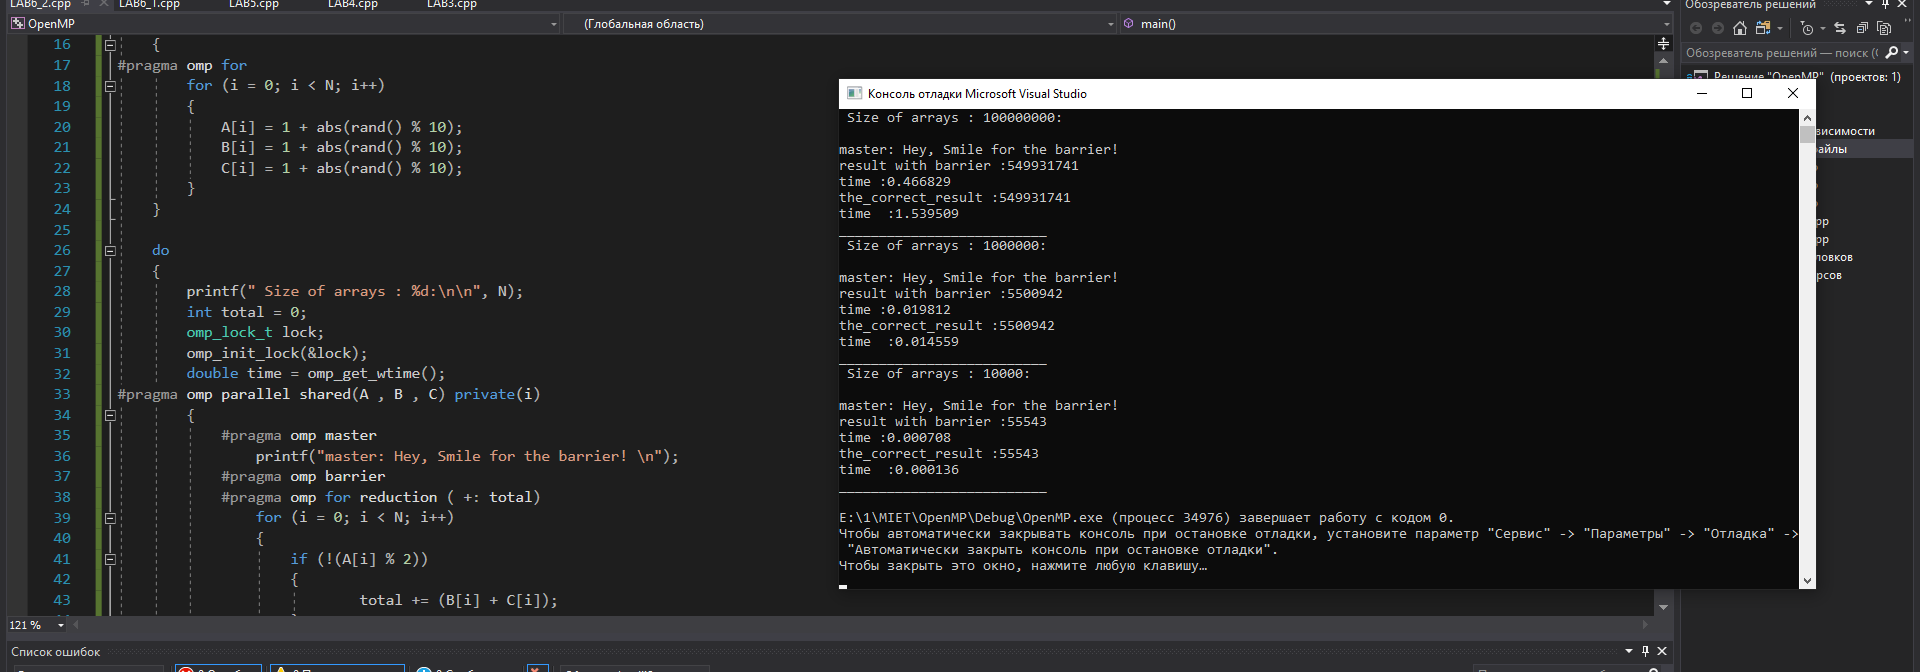 LAB6_2.cpp LAB6_1.cpp LAB5.cpp LAB4.cpp LAB3.cpp
OpenMP (Глобальная область) main()
16 {
17 #pragma omp for
18 for (i = 0; i < N; i++)
19 {
20 A[i] = 1 + abs(rand() % 10);
21 B[i] = 1 + abs(rand() % 10);
22 C[i] = 1 + abs(rand() % 10);
23 }
24 }
25
26 do
27 {
28 printf(" Size of arrays : %d:\n\n", N);
29 int total = 0;
30 omp_lock_t lock;
31 omp_init_lock(&lock);
32 double time = omp_get_wtime();
33 #pragma omp parallel shared(A , B , C) private(i)
34 {
35 #pragma omp master
36 printf("master: Hey, Smile for the barrier! \n");
37 #pragma omp barrier
38 #pragma omp for reduction ( +: total)
39 for (i = 0; i < N; i++)
40 {
41 if (!(A[i] % 2))
42 {
43 total += (B[i] + C[i]);
121 %
Список ошибок
Консоль отладки Microsoft Visual Studio
Size of arrays : 100000000:
master: Hey, Smile for the barrier!
result with barrier :549931741
time :0.466829
the_correct_result :549931741
time  :1.539509
__________________________
Size of arrays : 1000000:
master: Hey, Smile for the barrier!
result with barrier :5500942
time :0.019812
the_correct_result :5500942
time  :0.014559
__________________________
Size of arrays : 10000:
master: Hey, Smile for the barrier!
result with barrier :55543
time :0.000708
the_correct_result :55543
time  :0.000136
__________________________
E:\1\MIET\OpenMP\Debug\OpenMP.exe (процесс 34976) завершает работу с кодом 0.
Чтобы автоматически закрывать консоль при остановке отладки, установите параметр "Сервис" -> "Параметры" -> "Отладка" ->
"Автоматически закрыть консоль при остановке отладки".
Чтобы закрыть это окно, нажмите любую клавишу…
Обозреватель решений
Обозреватель решений — поиск (
Решение "OpenMP" (проектов: 1)
висимости
айлы
pp
pp
ловков
рсов